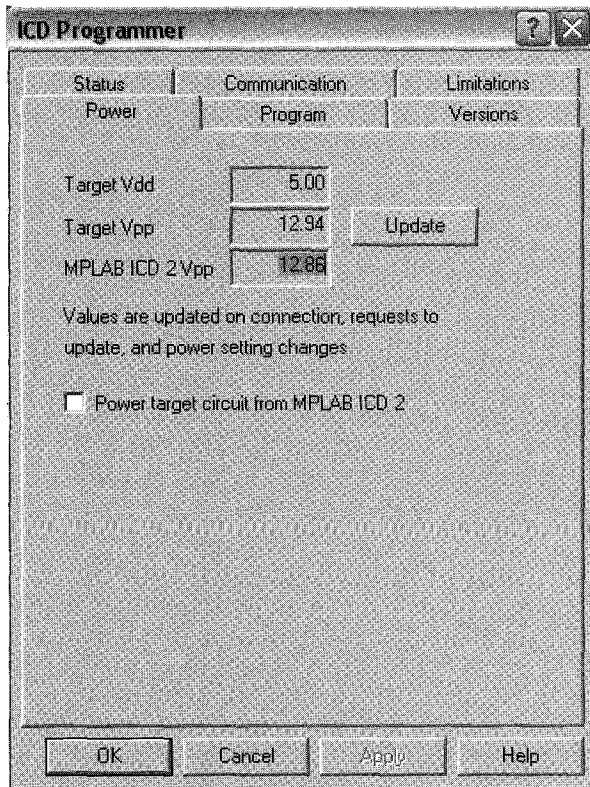 ICD Programmer
Status Communication Limitations
Power Program Versions
Target Vdd 5.00
Target Vpp 12.94 Update
MPLAB ICD 2 Vpp 12.86
Values are updated on connection, requests to
update, and power setting changes
Power target circuit from MPLAB ICD 2
OK Cancel Apply Help